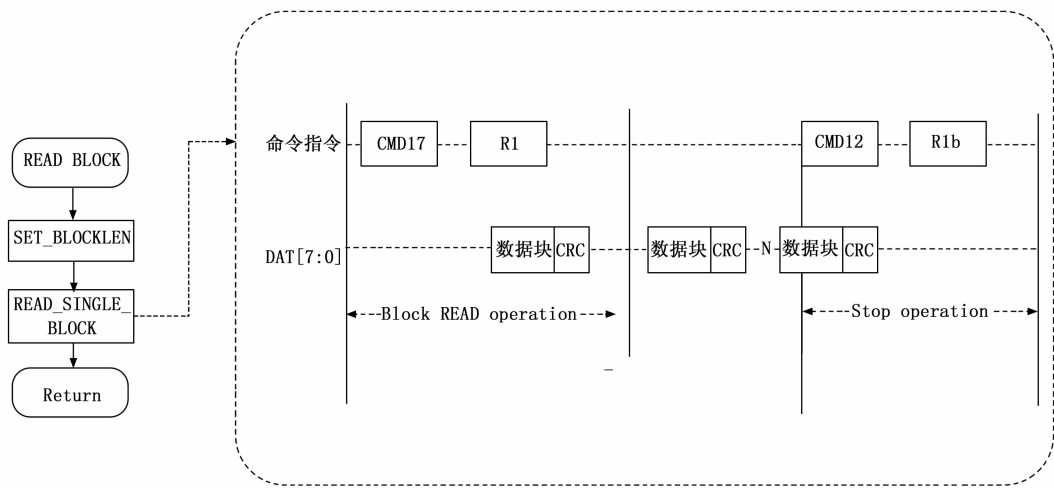 READ BLOCK
SET_BLOCKLEN
READ_SINGLE_
BLOCK
Return
命令指令 CMD17 R1 CMD12 R1b
DAT[7:0] 数据块 CRC 数据块 CRC N 数据块 CRC
Block READ operation
Stop operation